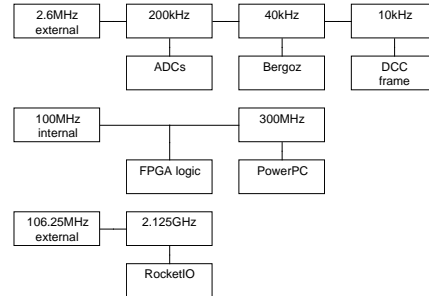 2.6MHz
external
200kHz
40kHz
10kHz
ADCs
Bergoz
DCC
frame
100MHz
internal
300MHz
FPGA logic
PowerPC
106.25MHz
external
2.125GHz
RocketIO